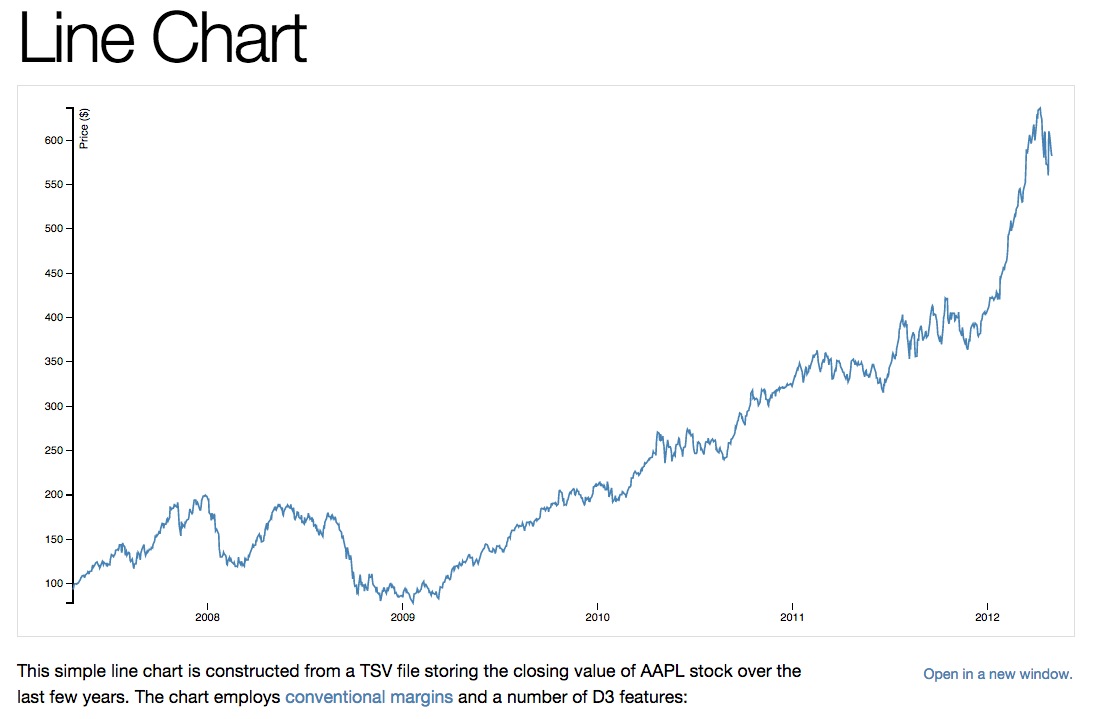 Line Chart
Price ($)
600
550
500
450
400
350
300
250
200
150
100
2008 2009 2010 2011 2012
This simple line chart is constructed from a TSV file storing the closing value of AAPL stock over the
last few years. The chart employs conventional margins and a number of D3 features:
Open in a new window.